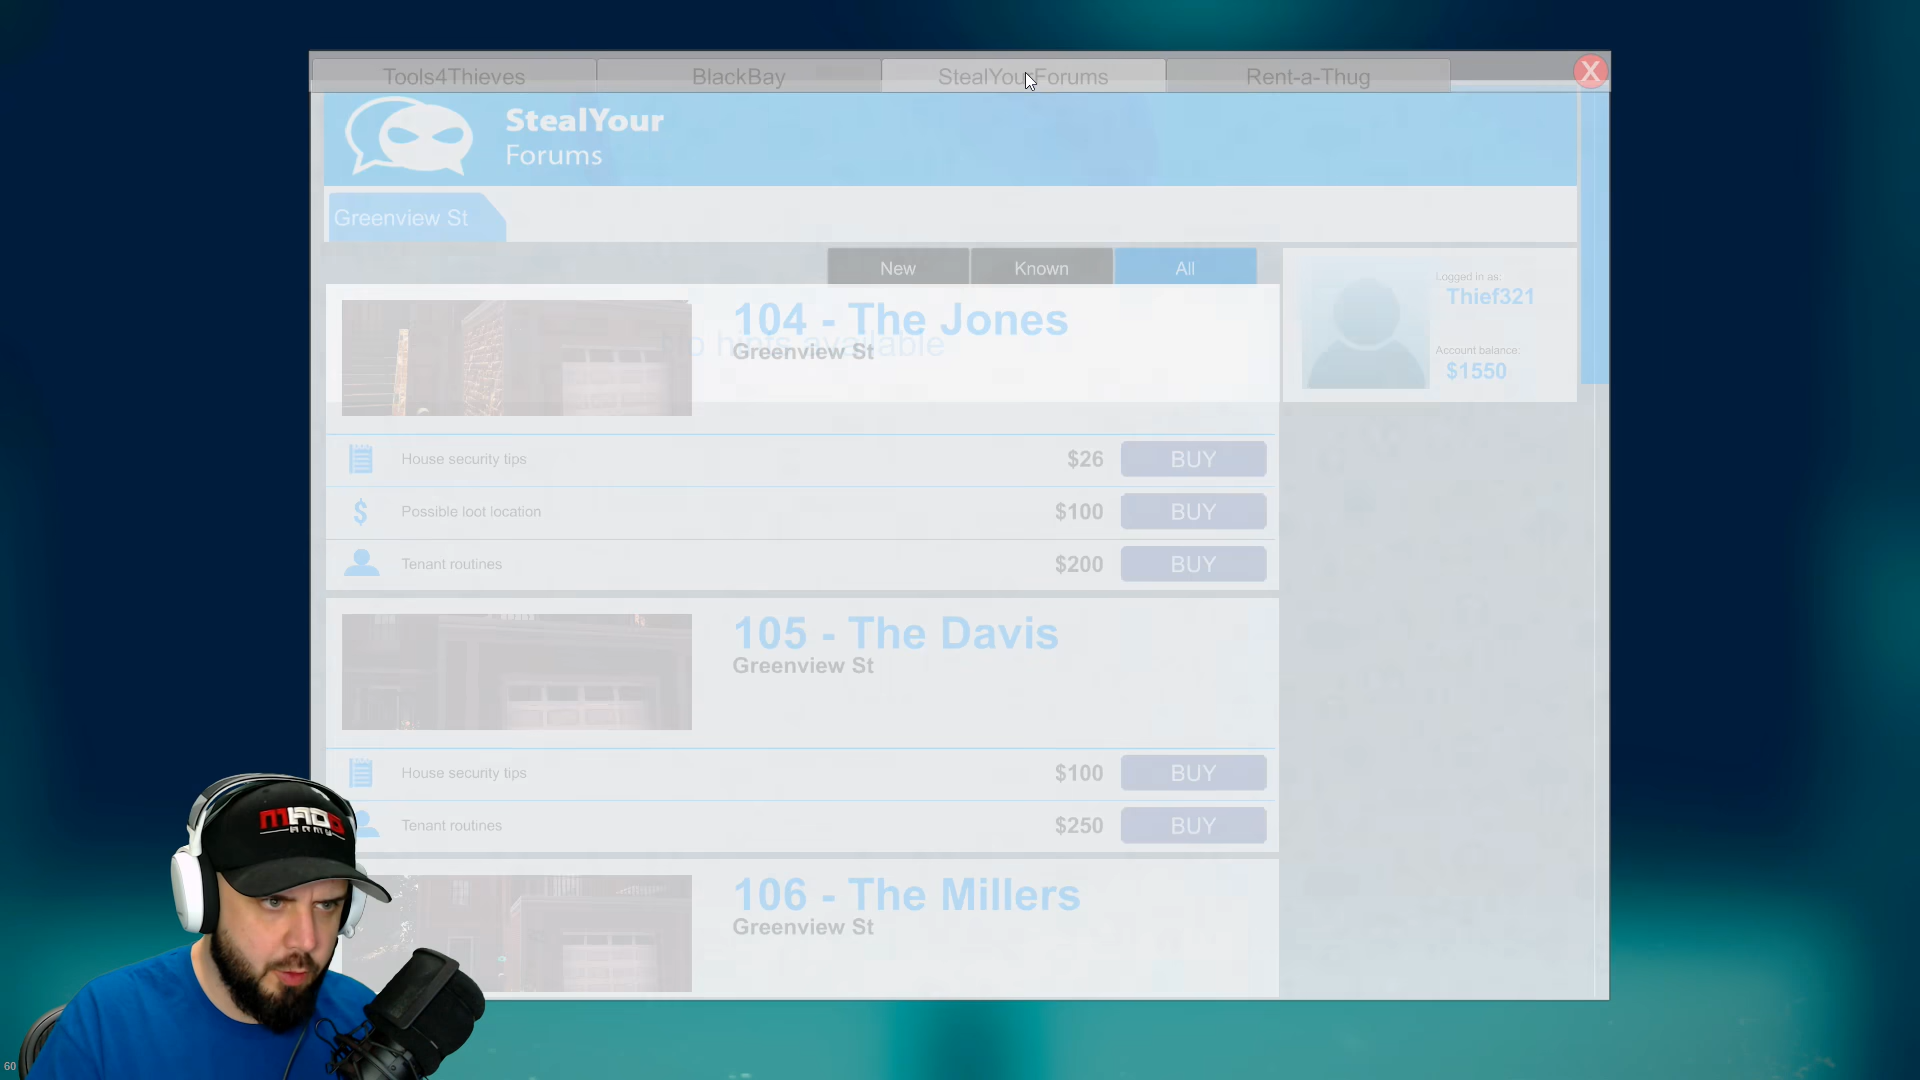 Tools4Thieves
BlackBay
StealYourForums
Rent-a-Thug
X
StealYour
Forums
Greenview St
New
Known
All
Logged in as:
Thief321
Account balance:
$1550
104 - The Jones
Greenview St
hints available
House security tips
$26
BUY
Possible loot location
$100
BUY
Tenant routines
$200
BUY
105 - The Davis
Greenview St
House security tips
$100
BUY
Tenant routines
$250
BUY
106 - The Millers
Greenview St
60